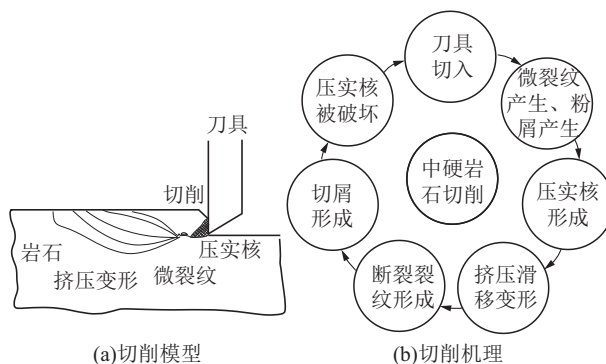 刀具
切削
岩石
压实核
挤压变形
微裂纹
(a)切削模型
刀具
切入
微裂纹
产生、粉
屑产生
压实核
形成
挤压滑
移变形
断裂裂
纹形成
切屑
形成
压实核
被破坏
中硬岩
石切削
(b)切削机理